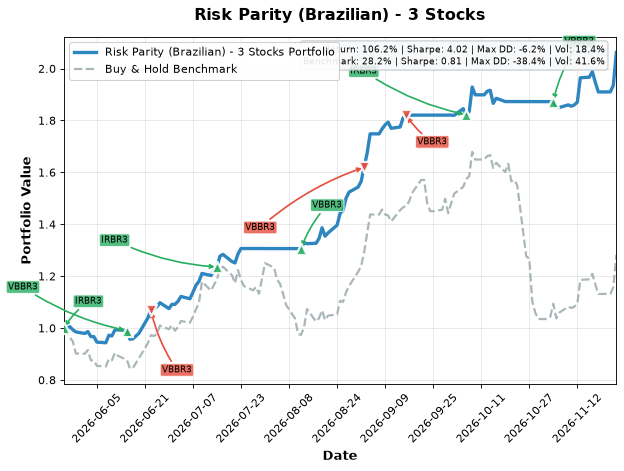 Risk Parity (Brazilian) - 3 Stocks
Risk Parity (Brazilian) - 3 Stocks Portfolio
Buy & Hold Benchmark
urn: 106.2% | Sharpe: 4.02 | Max DD: -6.2% | Vol: 18.4%
Benchmark: 28.2% | Sharpe: 0.81 | Max DD: -38.4% | Vol: 41.6%
VBBR3
IRBR3
VBBR3
VBBR3
IRBR3
VBBR3
IRBR3
VBBR3
VBBR3
Portfolio Value
2.0
1.8
1.6
1.4
1.2
1.0
0.8
2026-06-05
2026-06-21
2026-07-07
2026-07-23
2026-08-08
2026-08-24
2026-09-09
2026-09-25
2026-10-11
2026-10-27
2026-11-12
Date